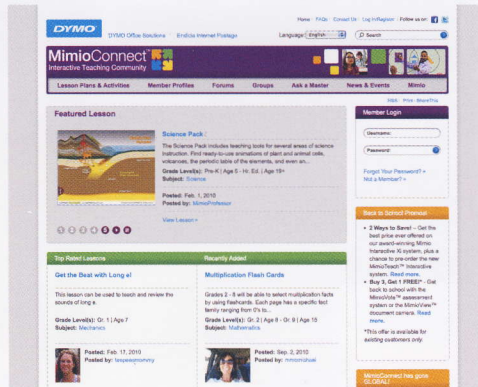 Home FAQs Contact Us Log In/Register Follow us on:
DYMO
DYMO Office Solutions Endicia Internet Postage
Language: English
Search
MimioConnect™
Interactive Teaching Community
Lesson Plans & Activities Member Profiles Forums Groups Ask a Master News & Events Mimio
Print
Featured Lesson
Science Pack
The Science Pack includes teaching tools for several areas of science
instruction. Find ready-to-use animations of plant and animal cells,
volcanoes, the periodic table of the elements, and even an...
Grade Level(s): Pre-K | Age 5 - Hr. Ed. | Age 19+
Subject: Science
Posted: Feb. 1, 2010
Posted by: MimioProfessor
View Lesson
Member Login
Username:
Password
Forgot Your Password? »
Not a Member? »
Back to School Promos!
• 2 Ways to Save! - Get the
best price ever offered on
our award-winning Mimio
Interactive Xi system, plus a
chance to pre-order the new
MimioTeach™ Interactive
system. Read more.
• Buy 3, Get 1 FREE!* - Get
back to school with the
MimioVote™ assessment
system or the MimioView™
document camera. Read
more.
*This offer is available for
existing customers only.
MimioConnect has gone
GLOBAL!
Top Rated Lessons
Get the Beat with Long e!
This lesson can be used to teach and review the
sounds of long e.
Grade Level(s): Gr. 1 | Age 7
Subject: Mechanics
Posted: Feb. 17, 2010
Posted by:
Recently Added
Multiplication Flash Cards
Grades 2 - 8 will be able to select multiplication facts
by using flashcards. Each page has a specific fact
family ranging from 0's to...
Grade Level(s): Gr. 2 | Age 8 - Gr. 9 | Age 15
Subject: Mathematics
Posted: Sep. 2, 2010
Posted by: